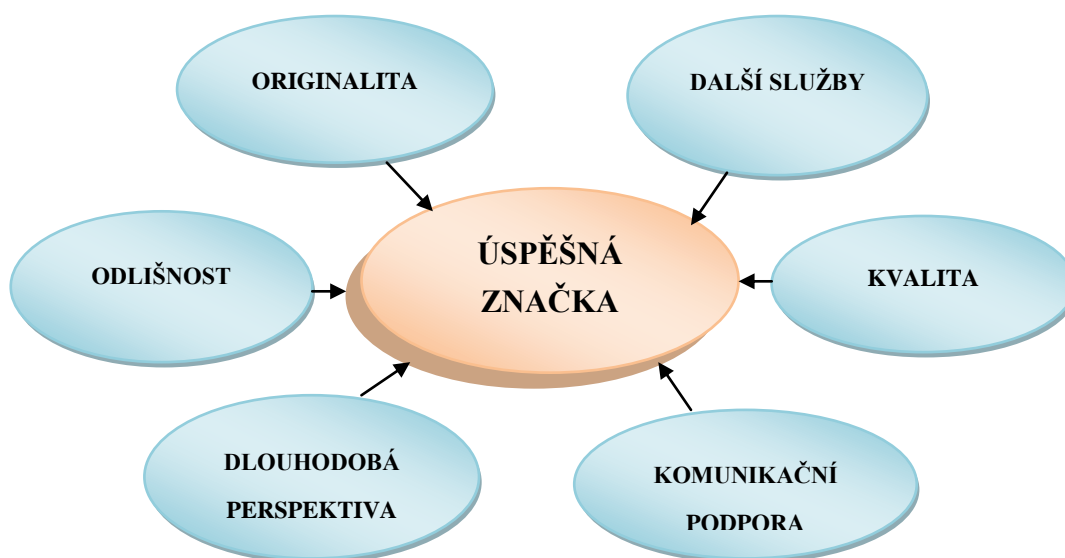 ORIGINALITA
DALŠÍ SLUŽBY
ODLIŠNOST
ÚSPĚŠNÁ
ZNAČKA
KVALITA
DLOUHODOBÁ
PERSPEKTIVA
KOMUNIKAČNÍ
PODPORA